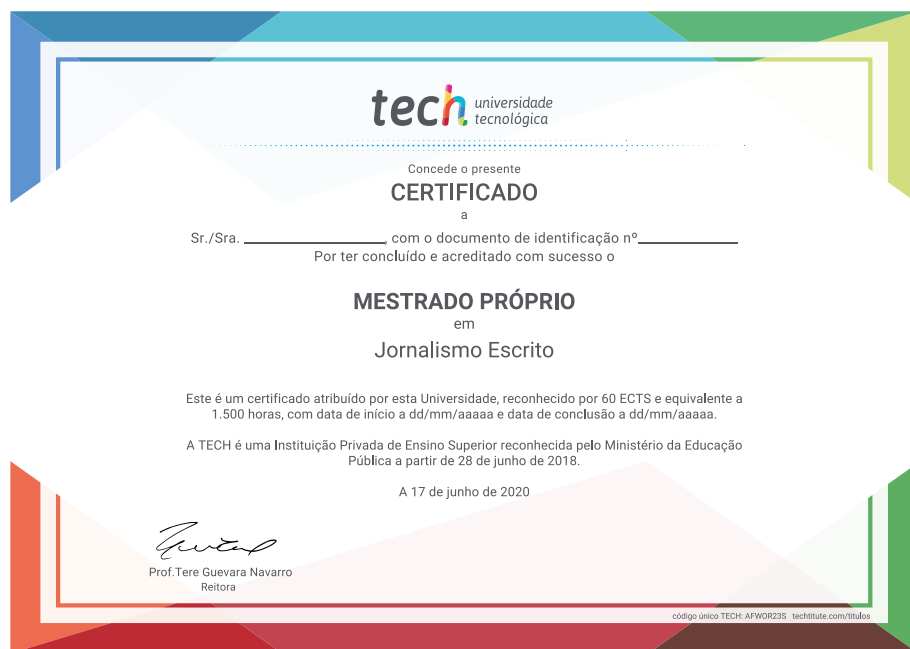 tech universidade
tecnológica
Concede o presente
CERTIFICADO
a
Sr./Sra. ________________, com o documento de identificação nº____________
Por ter concluído e acreditado com sucesso o
MESTRADO PRÓPRIO
em
Jornalismo Escrito
Este é um certificado atribuído por esta Universidade, reconhecido por 60 ECTS e equivalente a
1.500 horas, com data de início a dd/mm/aaaaa e data de conclusão a dd/mm/aaaaa.
A TECH é uma Instituição Privada de Ensino Superior reconhecida pelo Ministério da Educação
Pública a partir de 28 de junho de 2018.
A 17 de junho de 2020
Prof.Tere Guevara Navarro
Reitora
código único TECH: AFWOR23S techtitute.com/titulos